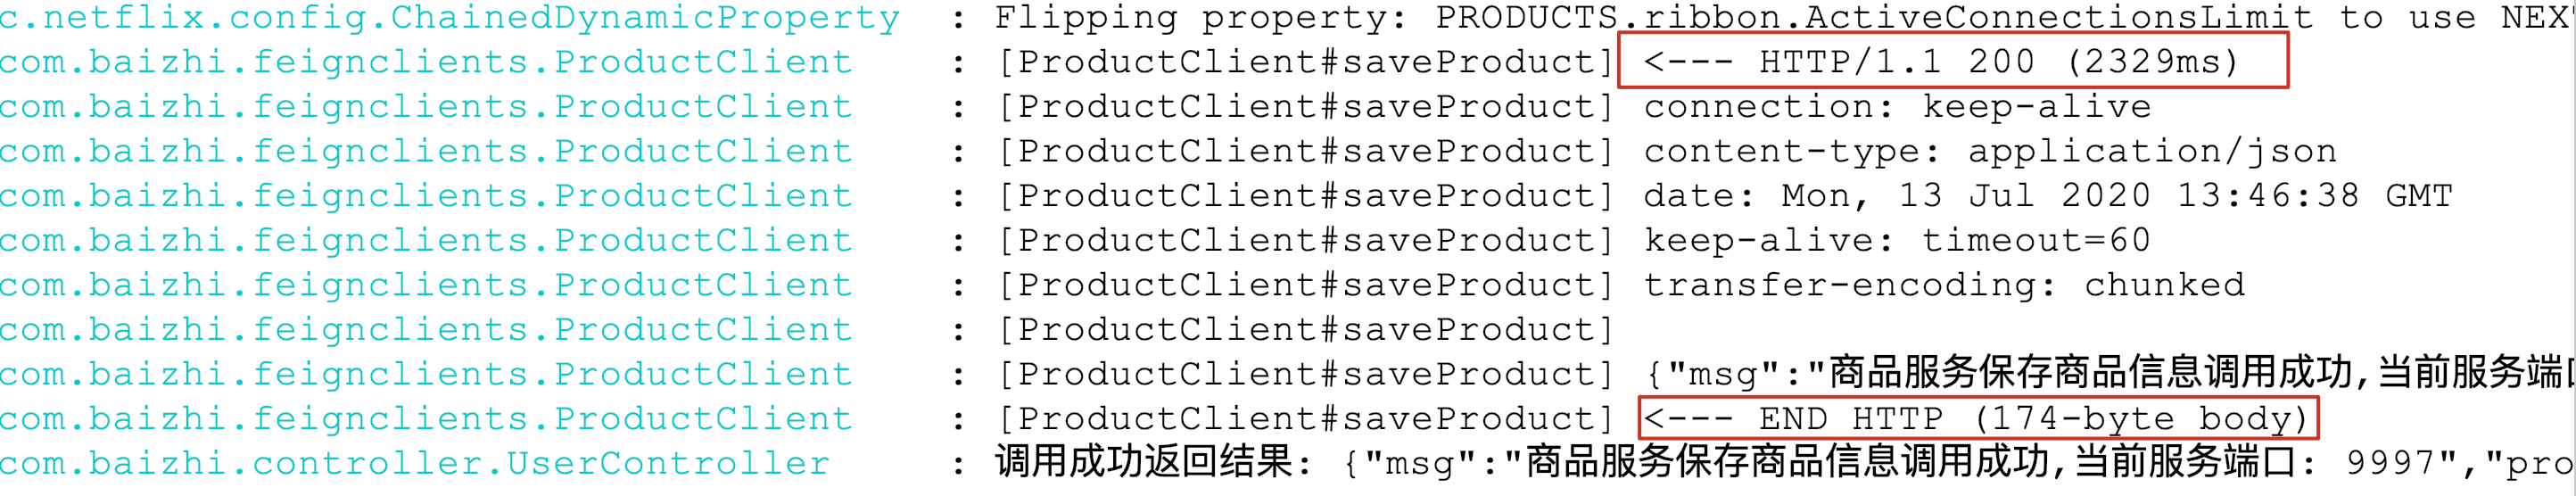 c.netflix.config.ChainedDynamicProperty : Flipping property: PRODUCTS.ribbon.ActiveConnectionsLimit to use NEX
com.baizhi.feignclients.ProductClient : [ProductClient#saveProduct] <--- HTTP/1.1 200 (2329ms)
com.baizhi.feignclients.ProductClient : [ProductClient#saveProduct] connection: keep-alive
com.baizhi.feignclients.ProductClient : [ProductClient#saveProduct] content-type: application/json
com.baizhi.feignclients.ProductClient : [ProductClient#saveProduct] date: Mon, 13 Jul 2020 13:46:38 GMT
com.baizhi.feignclients.ProductClient : [ProductClient#saveProduct] keep-alive: timeout=60
com.baizhi.feignclients.ProductClient : [ProductClient#saveProduct] transfer-encoding: chunked
com.baizhi.feignclients.ProductClient : [ProductClient#saveProduct]
com.baizhi.feignclients.ProductClient : [ProductClient#saveProduct] {"msg":"商品服务保存商品信息调用成功,当前服务端
com.baizhi.feignclients.ProductClient : [ProductClient#saveProduct] <--- END HTTP (174-byte body)
com.baizhi.controller.UserController : 调用成功返回结果: {"msg":"商品服务保存商品信息调用成功,当前服务端口: 9997","pro